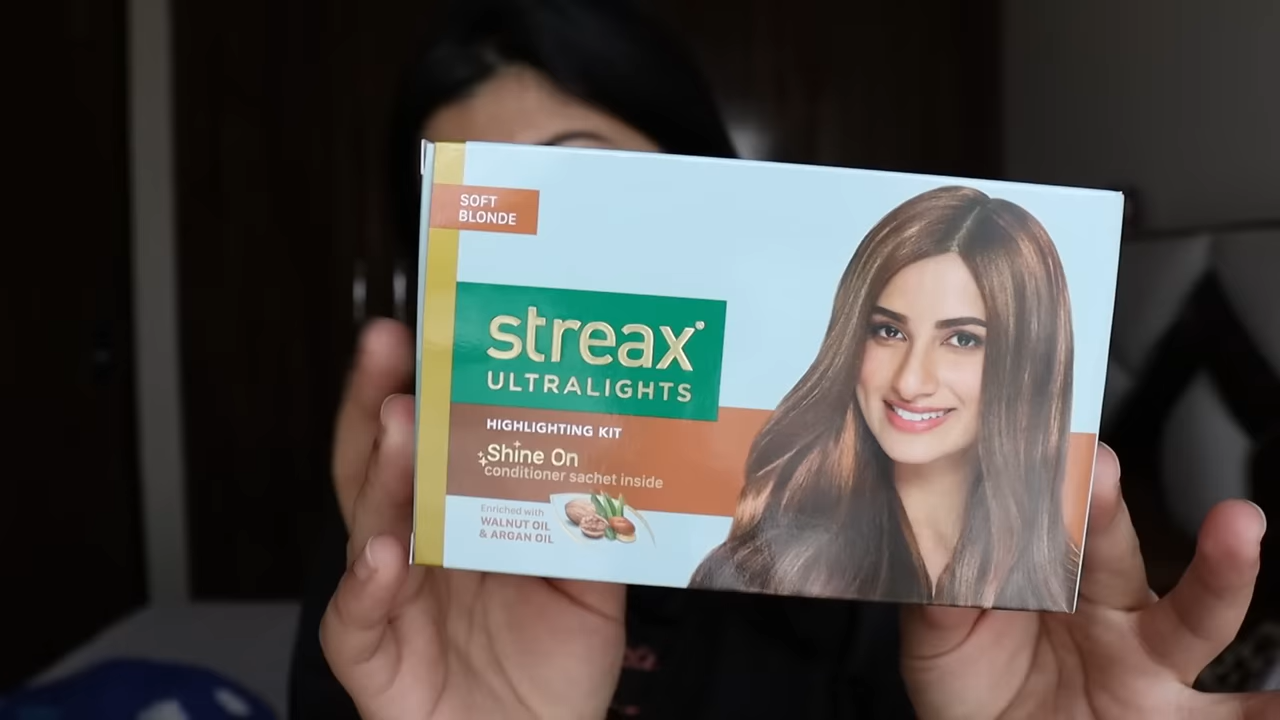 SOFT
BLONDE
streax®
ULTRALIGHTS
HIGHLIGHTING KIT
Shine On
conditioner sachet inside
Enriched with
WALNUT OIL
& ARGAN OIL